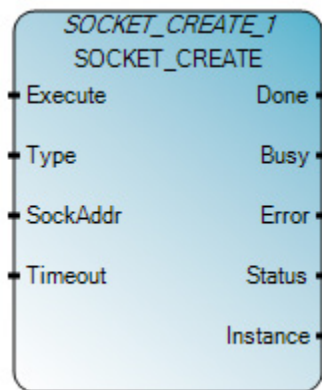 SOCKET_CREATE_1
SOCKET_CREATE
Execute Done
Type Busy
SockAddr Error
Timeout Status
Instance